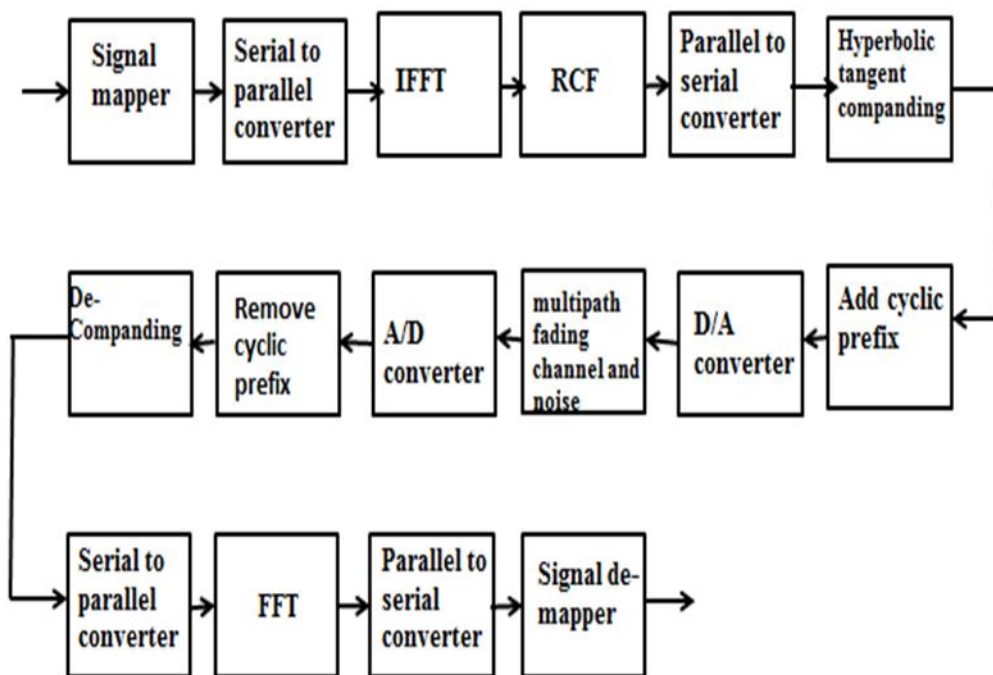 Signal
mapper
Serial to
parallel
converter
IFFT
RCF
Parallel to
serial
converter
Hyperbolic
tangent
companding
De-
Companding
Remove
cyclic
prefix
A/D
converter
multipath
fading
channel and
noise
D/A
converter
Add cyclic
prefix
Serial to
parallel
converter
FFT
Parallel to
serial
converter
Signal de-
mapper